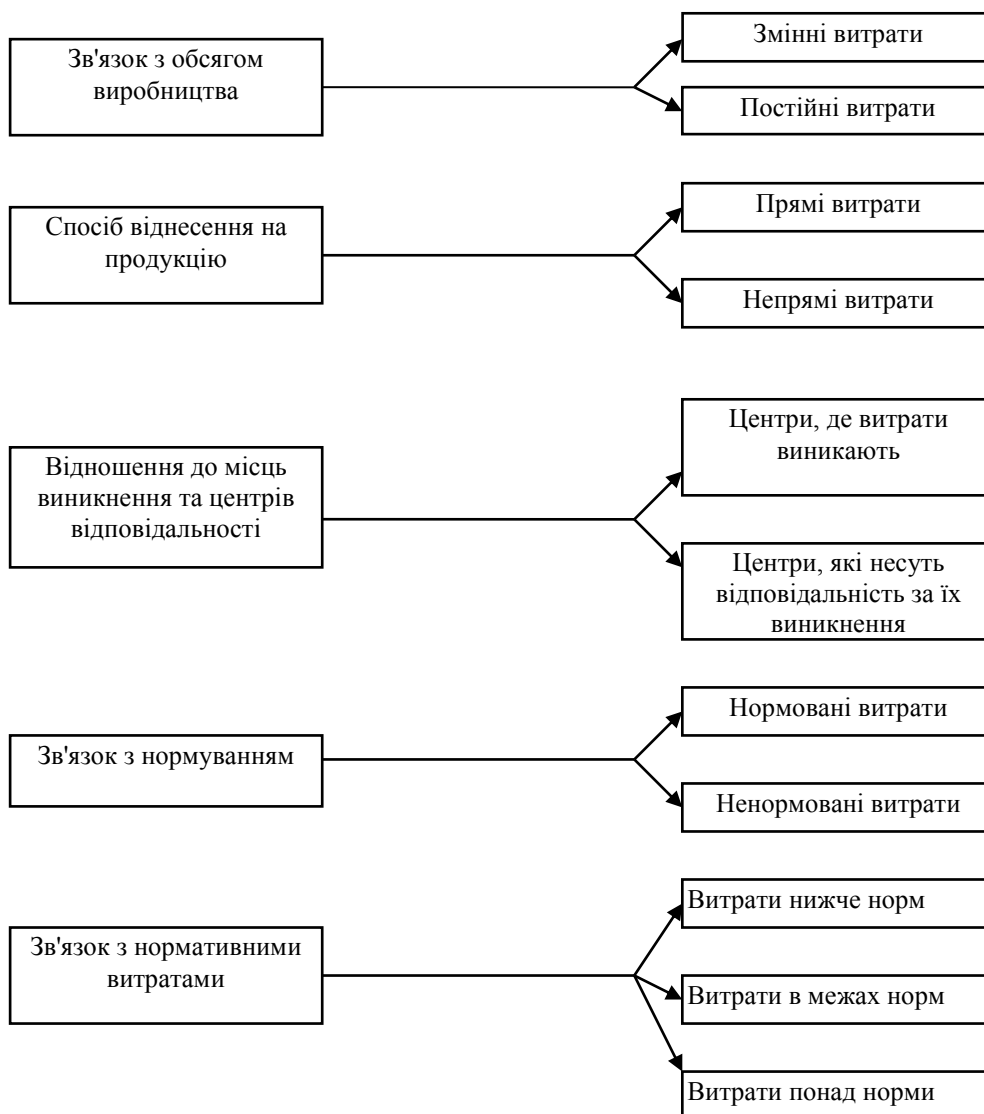 Зв'язок з обсягом
виробництва
Змінні витрати
Постійні витрати
Спосіб віднесення на
продукцію
Прямі витрати
Непрямі витрати
Відношення до місць
виникнення та центрів
відповідальності
Центри, де витрати
виникають
Центри, які несуть
відповідальність за їх
виникнення
Зв'язок з нормуванням
Нормовані витрати
Ненормовані витрати
Зв'язок з нормативними
витратами
Витрати нижче норм
Витрати в межах норм
Витрати понад норми